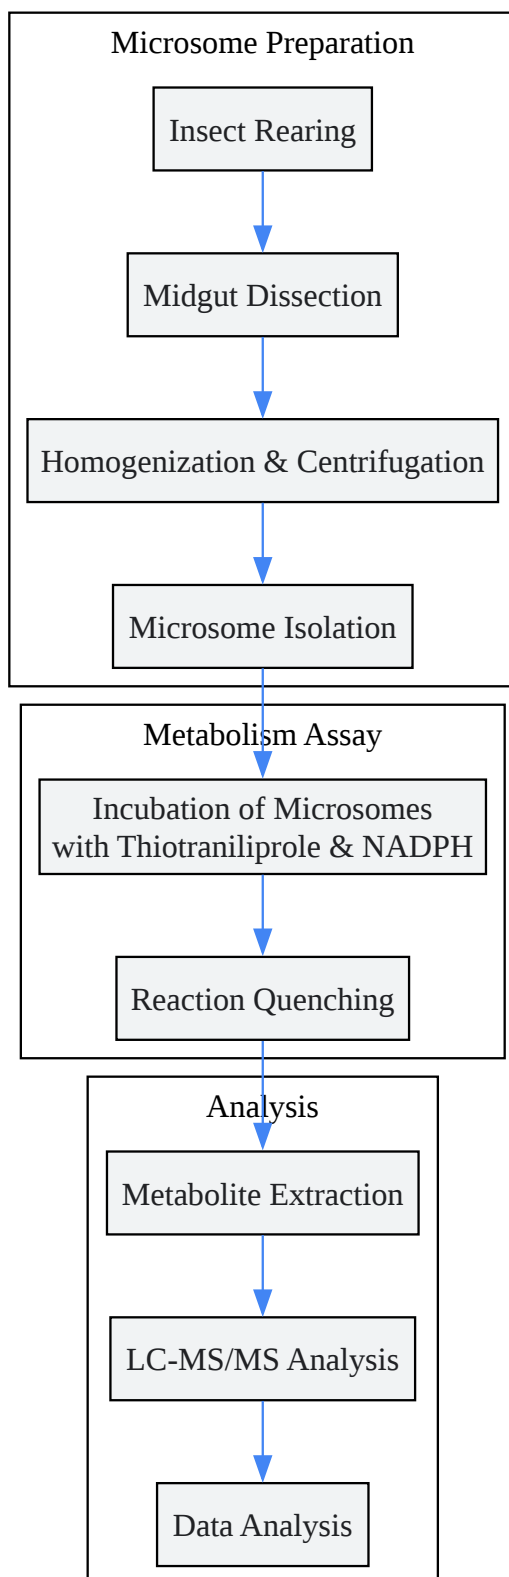 Microsome Preparation
Insect Rearing
Midgut Dissection
Homogenization & Centrifugation
Microsome Isolation
Metabolism Assay
Incubation of Microsomes
with Thiotraniliprole & NADPH
Reaction Quenching
Analysis
Metabolite Extraction
LC-MS/MS Analysis
Data Analysis